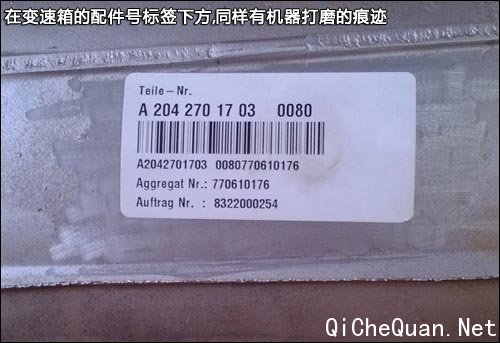 在变速箱的配件号标签下方,同样有机器打磨的痕迹
Teile-Nr.
A 204 270 17 03 0080
A2042701703 0080770610176
Aggregat Nr.: 770610176
Auftrag Nr. : 8322000254
QiCheQuan.Net